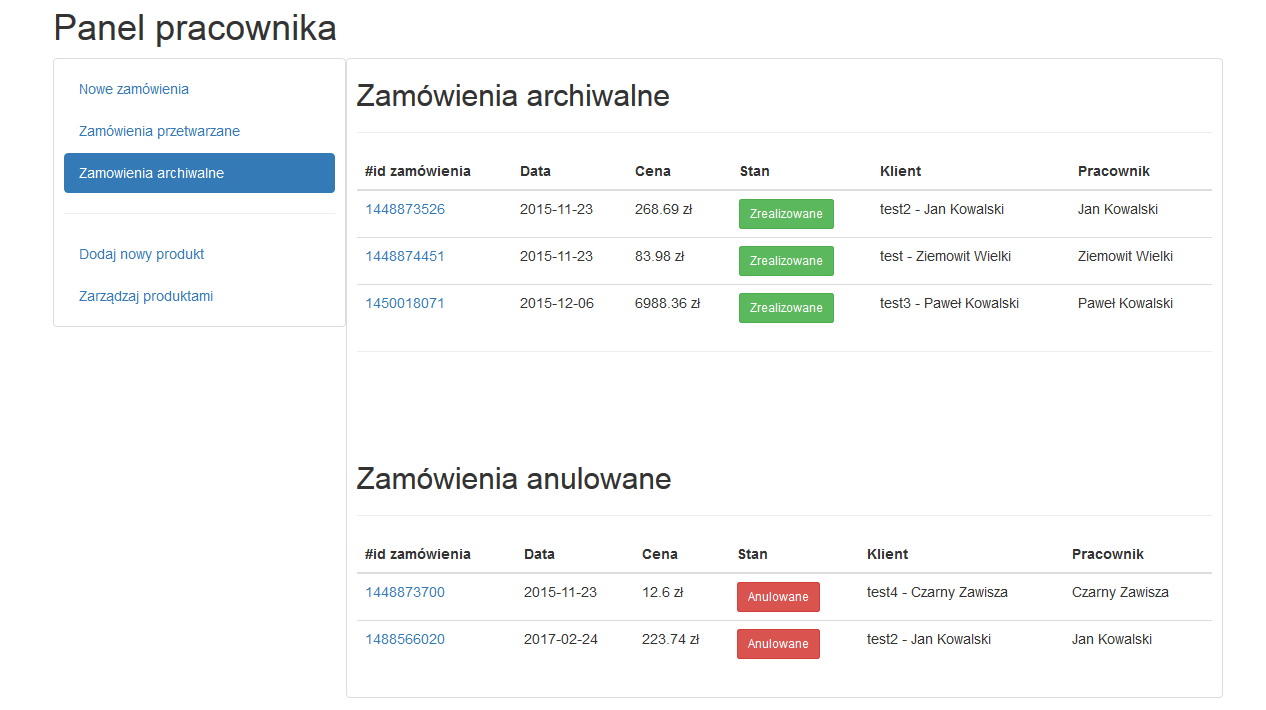 Panel pracownika
Nowe zamówienia
Zamówienia przetwarzane
Zamowienia archiwalne
Dodaj nowy produkt
Zarządzaj produktami
Zamówienia archiwalne
#id zamówienia Data Cena Stan Klient Pracownik
1448873526 2015-11-23 268.69 zł Zrealizowane test2 - Jan Kowalski Jan Kowalski
1448874451 2015-11-23 83.98 zł Zrealizowane test - Ziemowit Wielki Ziemowit Wielki
1450018071 2015-12-06 6988.36 zł Zrealizowane test3 - Paweł Kowalski Paweł Kowalski
Zamówienia anulowane
#id zamówienia Data Cena Stan Klient Pracownik
1448873700 2015-11-23 12.6 zł Anulowane test4 - Czarny Zawisza Czarny Zawisza
1488566020 2017-02-24 223.74 zł Anulowane test2 - Jan Kowalski Jan Kowalski